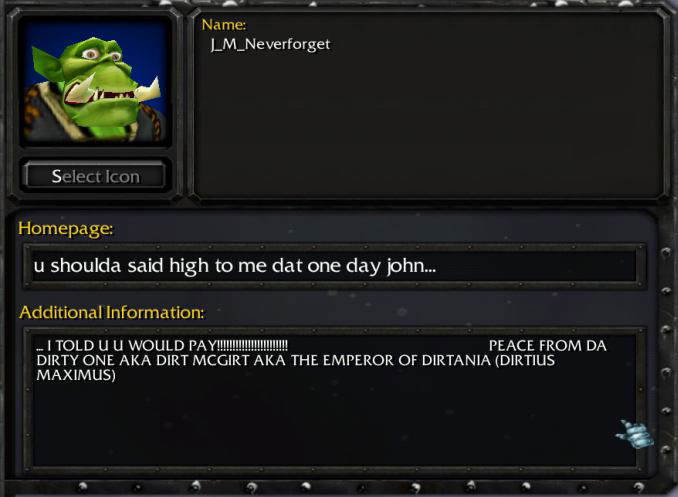 Name:
J_M_Neverforget
Select Icon
Homepage:
u shoulda said high to me dat one day john...
Additional Information:
... I TOLD U U WOULD PAY!!!!!!!!!!!!!!!!!!!!!!!! PEACE FROM DA
DIRTY ONE AKA DIRT MCGIRT AKA THE EMPEROR OF DIRTANIA (DIRTIUS
MAXIMUS)